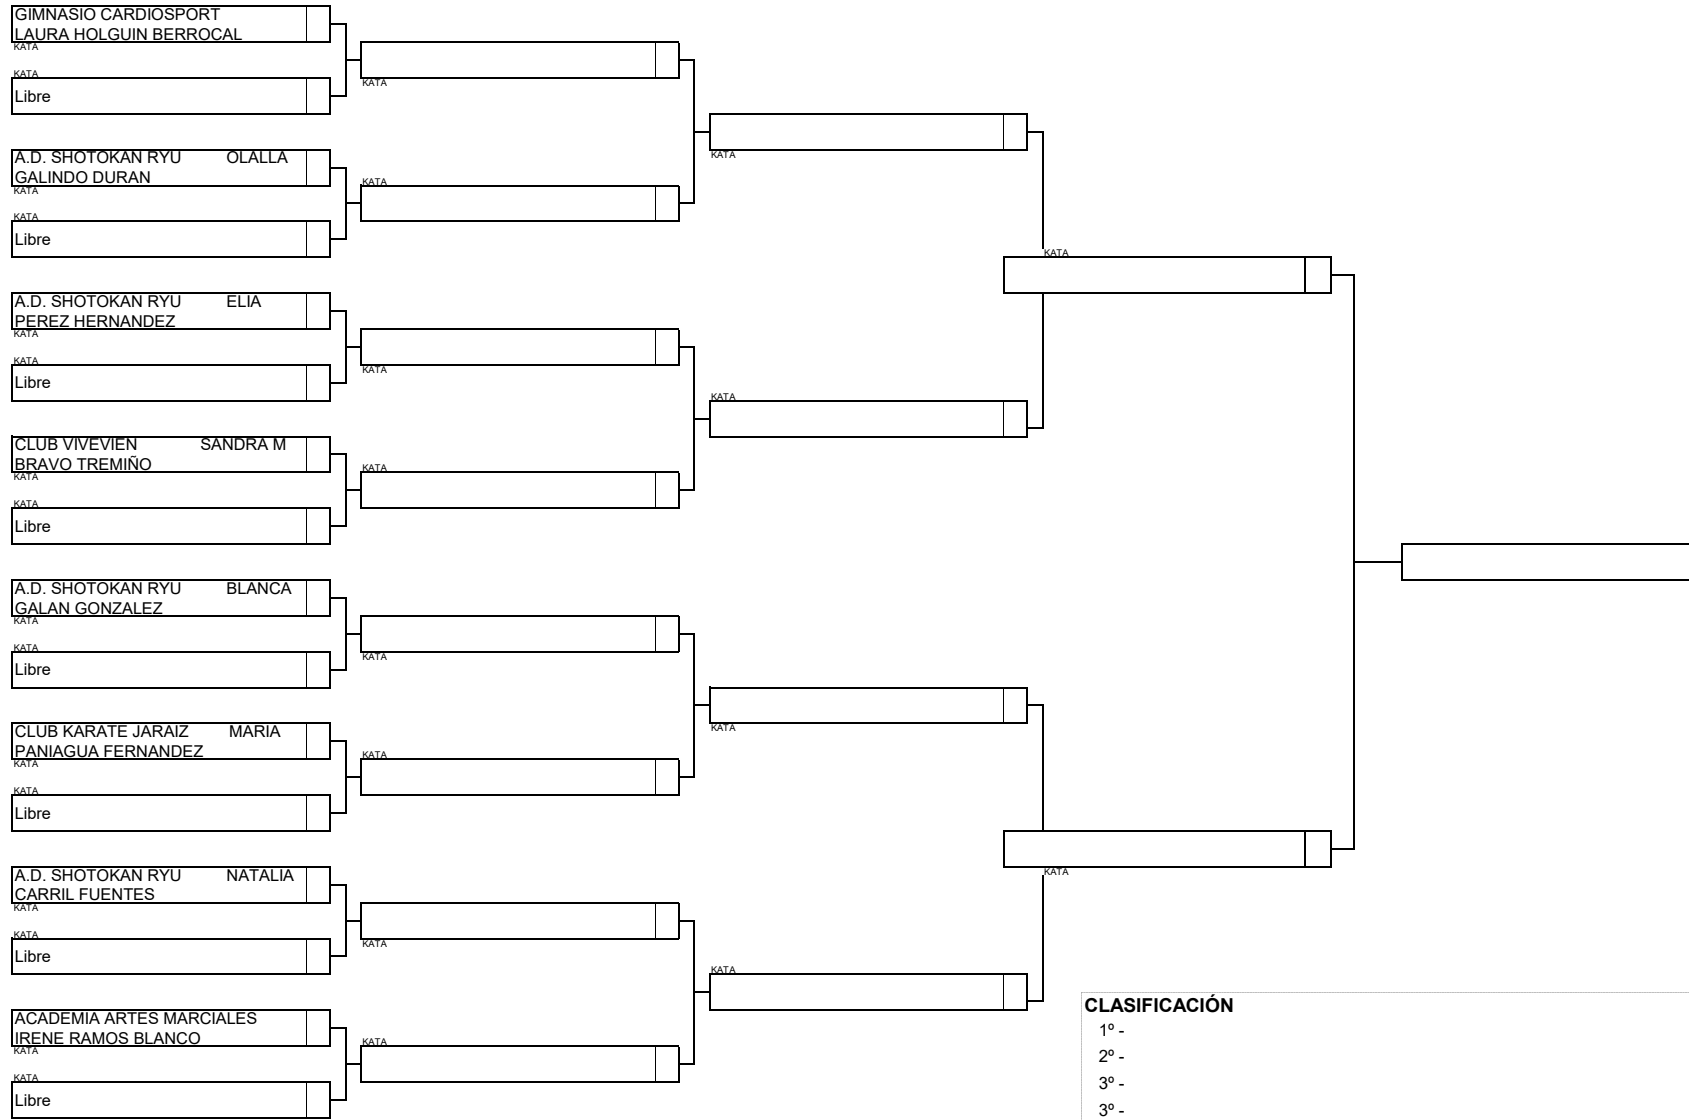 GIMNASIO CARDIOSPORT
LAURA HOLGUIN BERROCAL
KATA
KATA
Libre
A.D. SHOTOKAN RYU OLALLA
GALINDO DURAN
KATA
KATA
Libre
A.D. SHOTOKAN RYU ELIA
PEREZ HERNANDEZ
KATA
KATA
Libre
CLUB VIVEVIEN SANDRA M
BRAVO TREMIÑO
KATA
KATA
Libre
A.D. SHOTOKAN RYU BLANCA
GALAN GONZALEZ
KATA
KATA
Libre
CLUB KARATE JARAIZ MARIA
PANIAGUA FERNANDEZ
KATA
KATA
Libre
A.D. SHOTOKAN RYU NATALIA
CARRIL FUENTES
KATA
KATA
Libre
ACADEMIA ARTES MARCIALES
IRENE RAMOS BLANCO
KATA
KATA
Libre
KATA
KATA
KATA
KATA
KATA
KATA
KATA
KATA
KATA
KATA
KATA
KATA
KATA
KATA
CLASIFICACIÓN
1º -
2º -
3º -
3º -